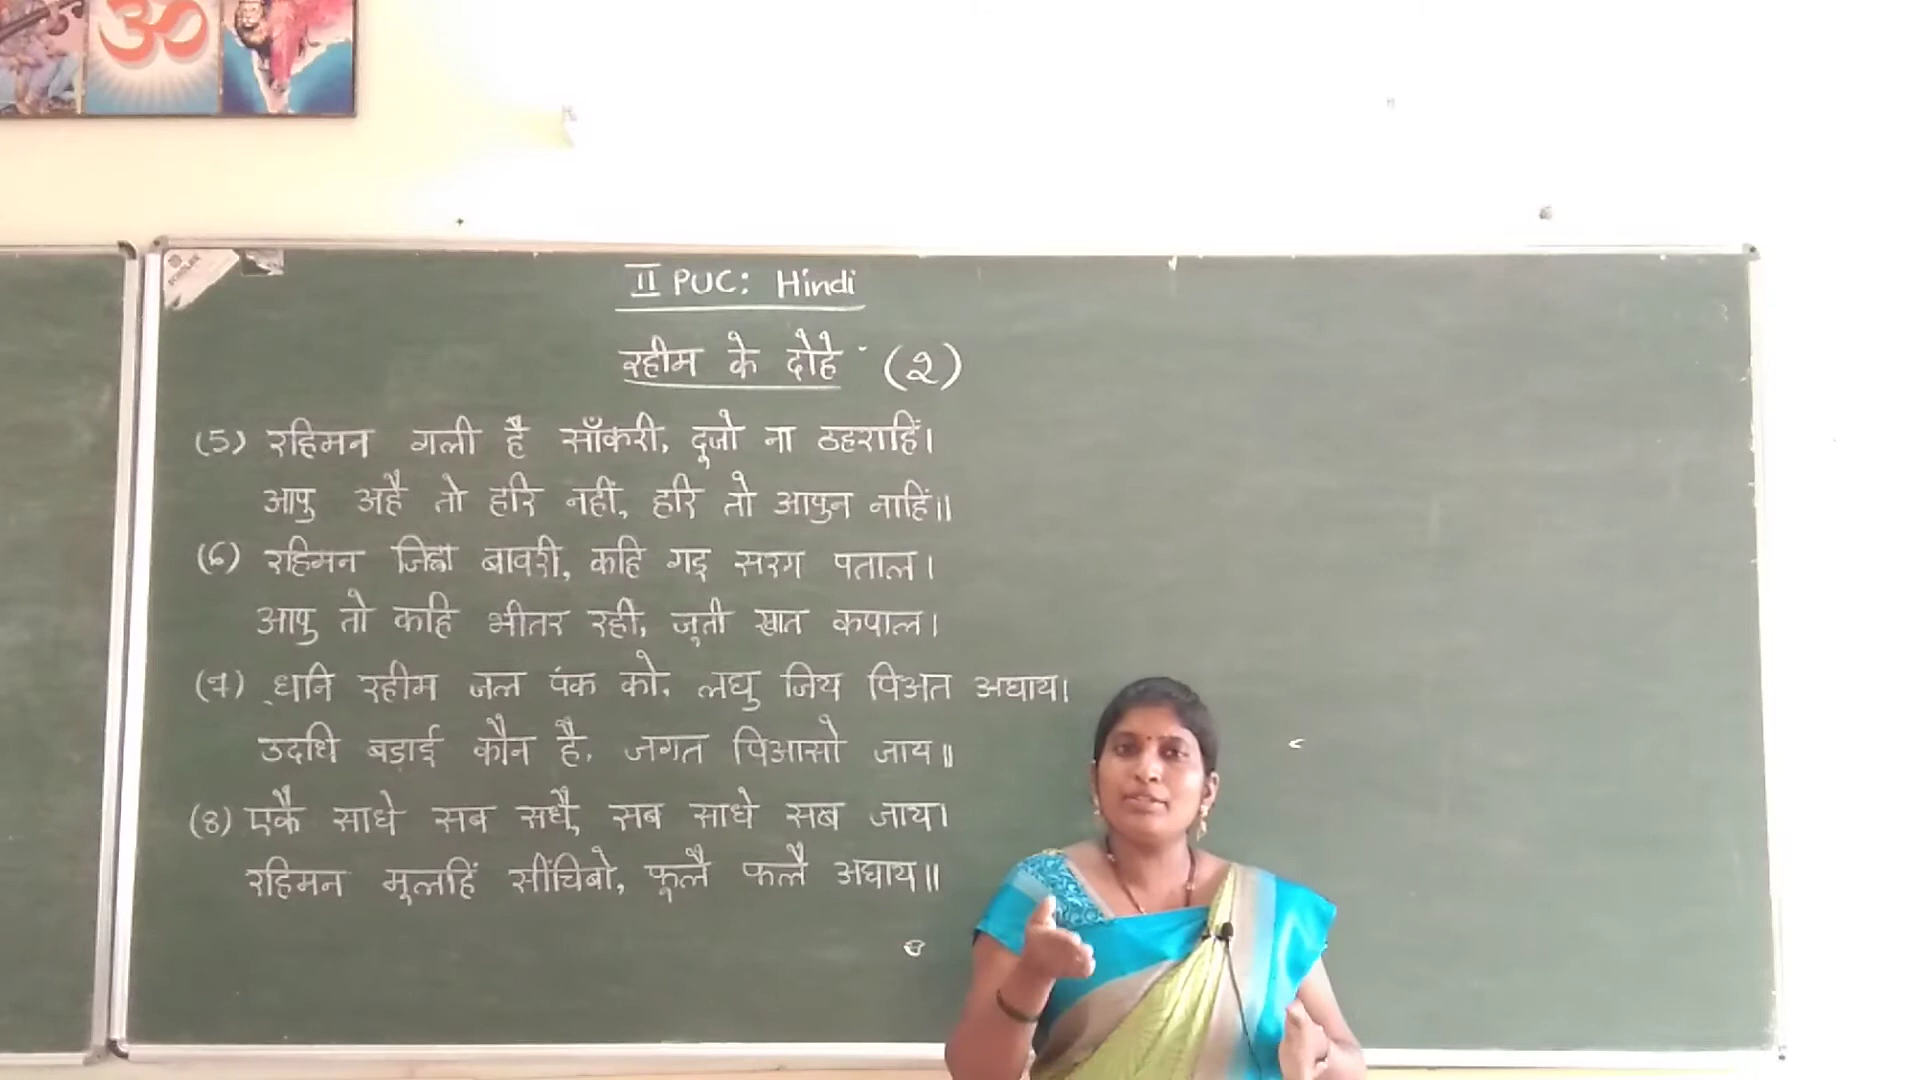 ॐ
II PUC: Hindi
रहीम के दोहे (२)
(5) रहिमन गली है साँकरी, दूजो ना ठहराहिं।
आपु अहै तो हरि नहीं, हरि तो आपुन नाहिं॥
(6) रहिमन जिह्वा बावरी, कहि गइ सरग पताल।
आपु तो कहि भीतर रही, जूती खात कपाल।
(7) धनि रहीम जल पंक को, लघु जिय पिअत अघाय।
उदधि बड़ाई कौन है, जगत पिआसो जाय॥
(8) एकै साधे सब सधै, सब साधे सब जाय।
रहिमन मूलहिं सींचिबो, फूलै फलै अघाय॥